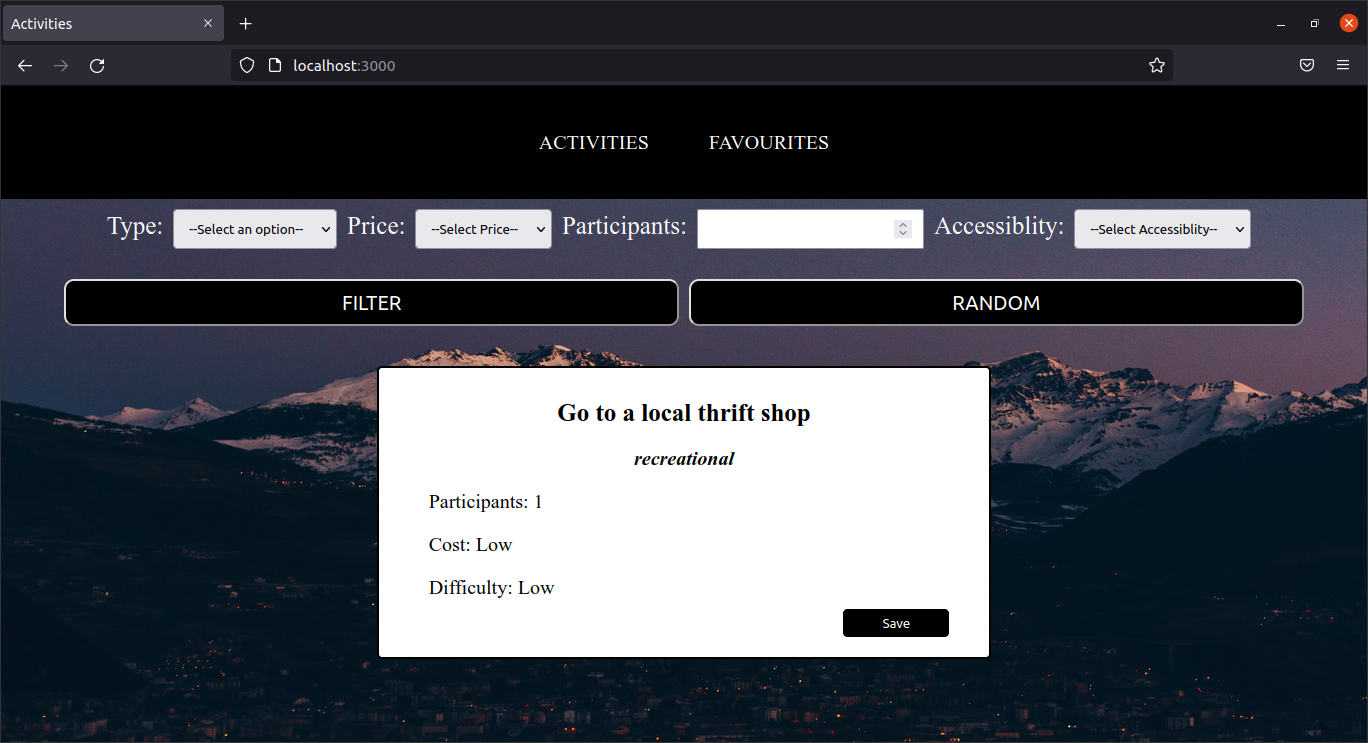 Activities
localhost:3000
ACTIVITIES FAVOURITES
Type: --Select an option-- Price: --Select Price-- Participants: Accessiblity: --Select Accessiblity--
FILTER RANDOM
Go to a local thrift shop
recreational
Participants: 1
Cost: Low
Difficulty: Low
Save